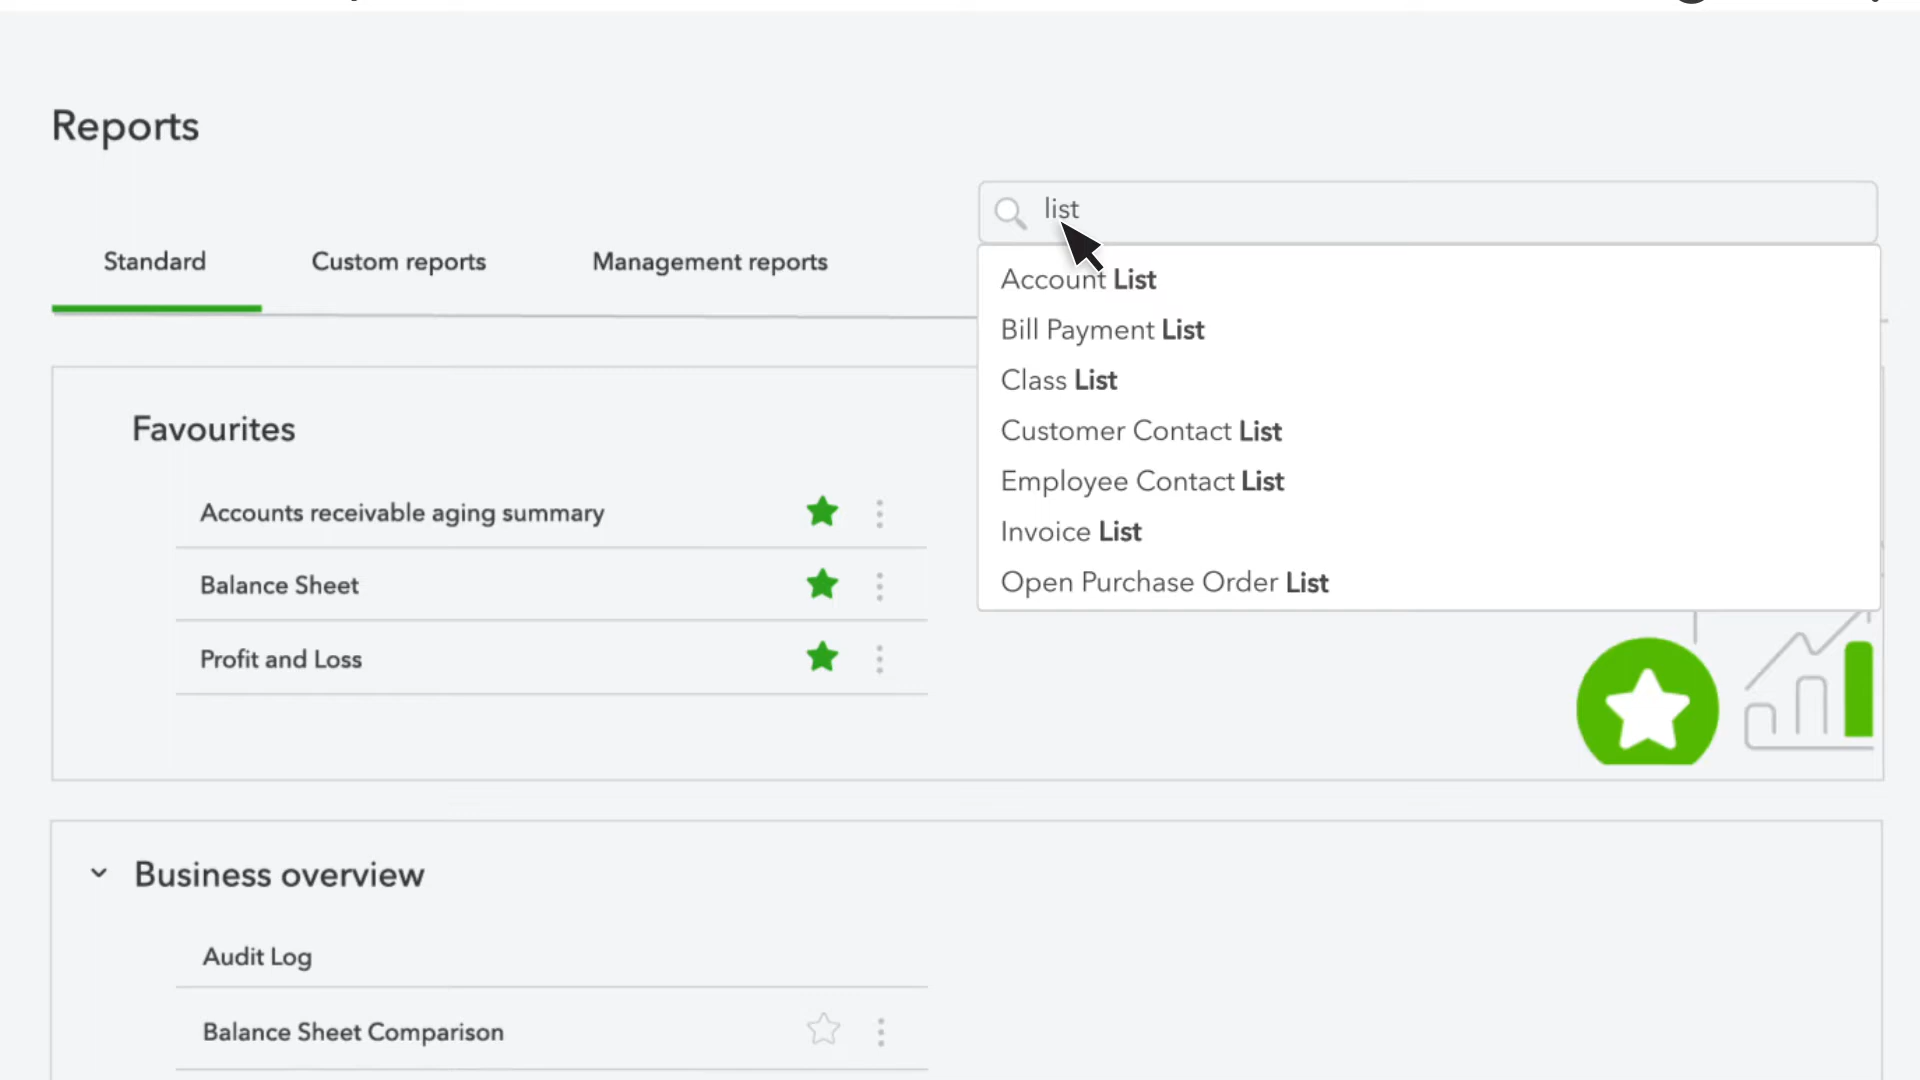 Reports
list
Standard
Custom reports
Management reports
Account List
Bill Payment List
Class List
Customer Contact List
Employee Contact List
Invoice List
Open Purchase Order List
Favourites
Accounts receivable aging summary
Balance Sheet
Profit and Loss
Business overview
Audit Log
Balance Sheet Comparison